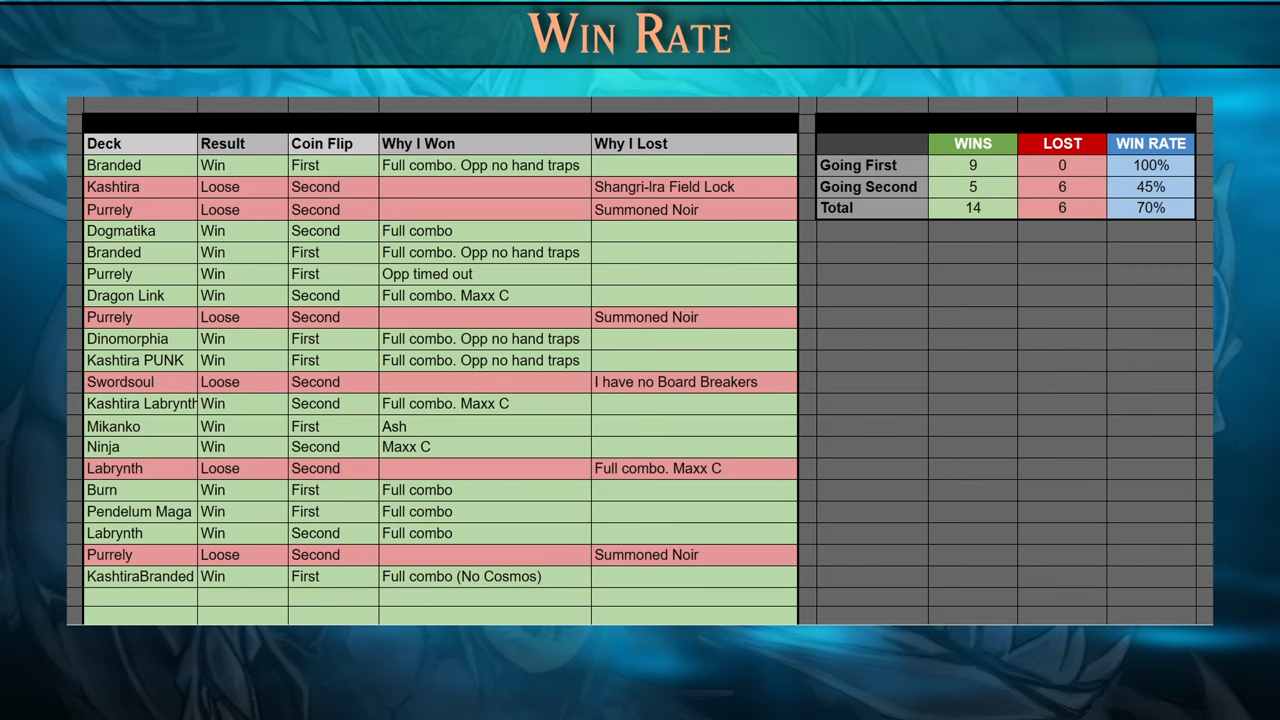 WIN RATE
Deck Result Coin Flip Why I Won Why I Lost WINS LOST WIN RATE
Branded Win First Full combo. Opp no hand traps Going First 9 0 100%
Kashtira Loose Second Shangri-Ira Field Lock Going Second 5 6 45%
Purrely Loose Second Summoned Noir Total 14 6 70%
Dogmatika Win Second Full combo
Branded Win First Full combo. Opp no hand traps
Purrely Win First Opp timed out
Dragon Link Win Second Full combo. Maxx C
Purrely Loose Second Summoned Noir
Dinomorphia Win First Full combo. Opp no hand traps
Kashtira PUNK Win First Full combo. Opp no hand traps
Swordsoul Loose Second I have no Board Breakers
Kashtira Labrynth Win Second Full combo. Maxx C
Mikanko Win First Ash
Ninja Win Second Maxx C
Labrynth Loose Second Full combo. Maxx C
Burn Win First Full combo
Pendelum Maga Win First Full combo
Labrynth Win Second Full combo
Purrely Loose Second Summoned Noir
KashtiraBranded Win First Full combo (No Cosmos)